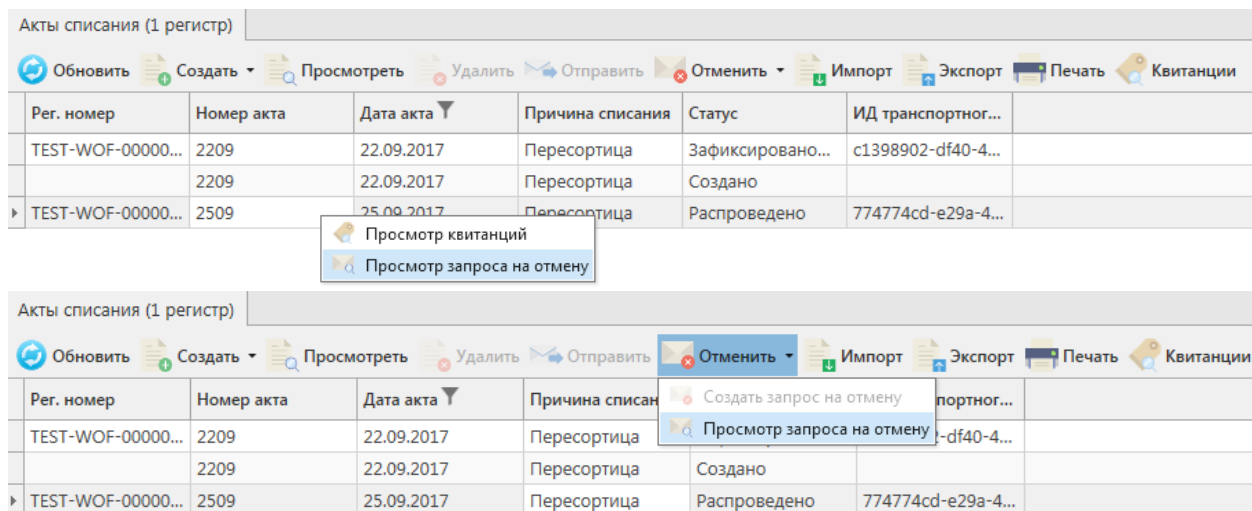 Акты списания (1 регистр)
Обновить Создать Просмотреть Удалить Отправить Отменить Импорт Экспорт Печать Квитанции
Рег. номер Номер акта Дата акта Причина списания Статус ИД транспортног...
TEST-WOF-00000... 2209 22.09.2017 Пересортица Зафиксировано... c1398902-df40-4...
2209 22.09.2017 Пересортица Создано
TEST-WOF-00000... 2509 25.09.2017 Пересортица Распроведено 774774cd-e29a-4...
Просмотр квитанций
Просмотр запроса на отмену
Акты списания (1 регистр)
Обновить Создать Просмотреть Удалить Отправить Отменить Импорт Экспорт Печать Квитанции
Рег. номер Номер акта Дата акта Причина списан портног...
Создать запрос на отмену
TEST-WOF-00000... 2209 22.09.2017 Пересортица -df40-4...
Просмотр запроса на отмену
2209 22.09.2017 Пересортица Создано
TEST-WOF-00000... 2509 25.09.2017 Пересортица Распроведено 774774cd-e29a-4...